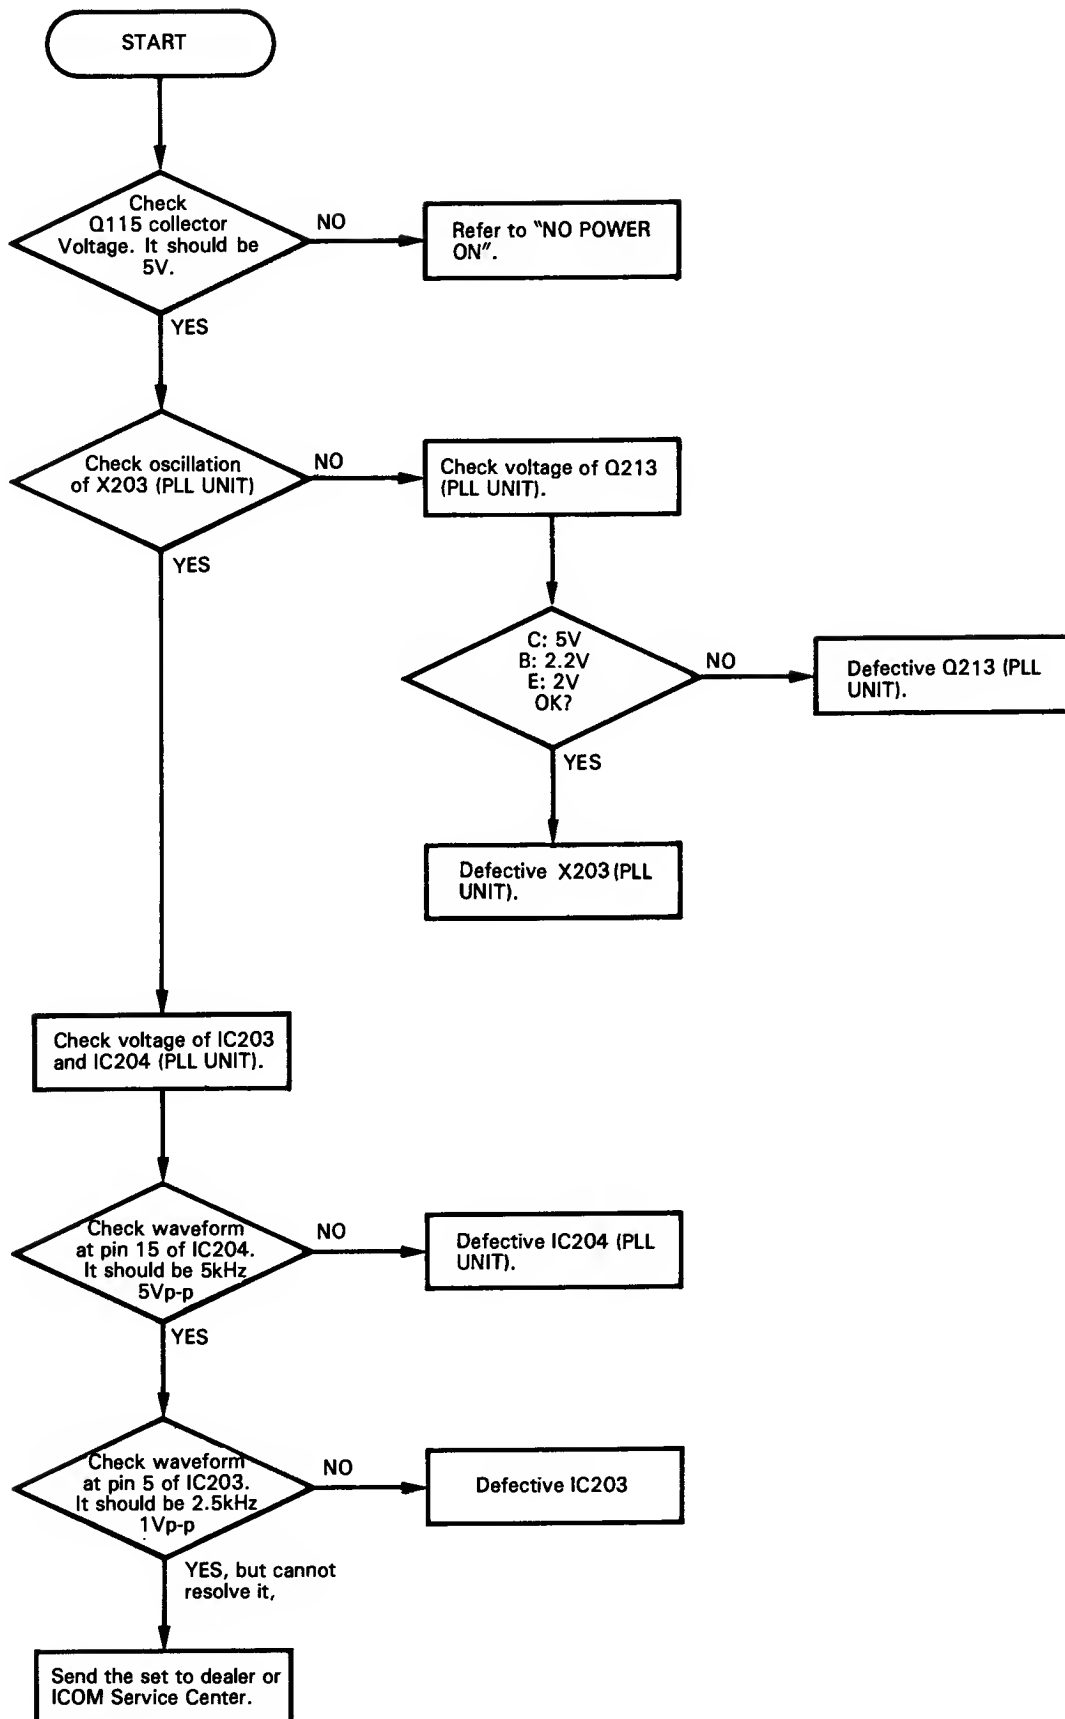 START
Check
Q115 collector
Voltage. It should be
5V.
NO
Refer to "NO POWER
ON".
YES
Check oscillation
of X203 (PLL UNIT)
NO
Check voltage of Q213
(PLL UNIT).
YES
C: 5V
B: 2.2V
E: 2V
OK?
NO
Defective Q213 (PLL
UNIT).
YES
Defective X203 (PLL
UNIT).
Check voltage of IC203
and IC204 (PLL UNIT).
Check waveform
at pin 15 of IC204.
It should be 5kHz
5Vp-p
NO
Defective IC204 (PLL
UNIT).
YES
Check waveform
at pin 5 of IC203.
It should be 2.5kHz
1Vp-p
NO
Defective IC203
YES, but cannot
resolve it,
Send the set to dealer or
ICOM Service Center.